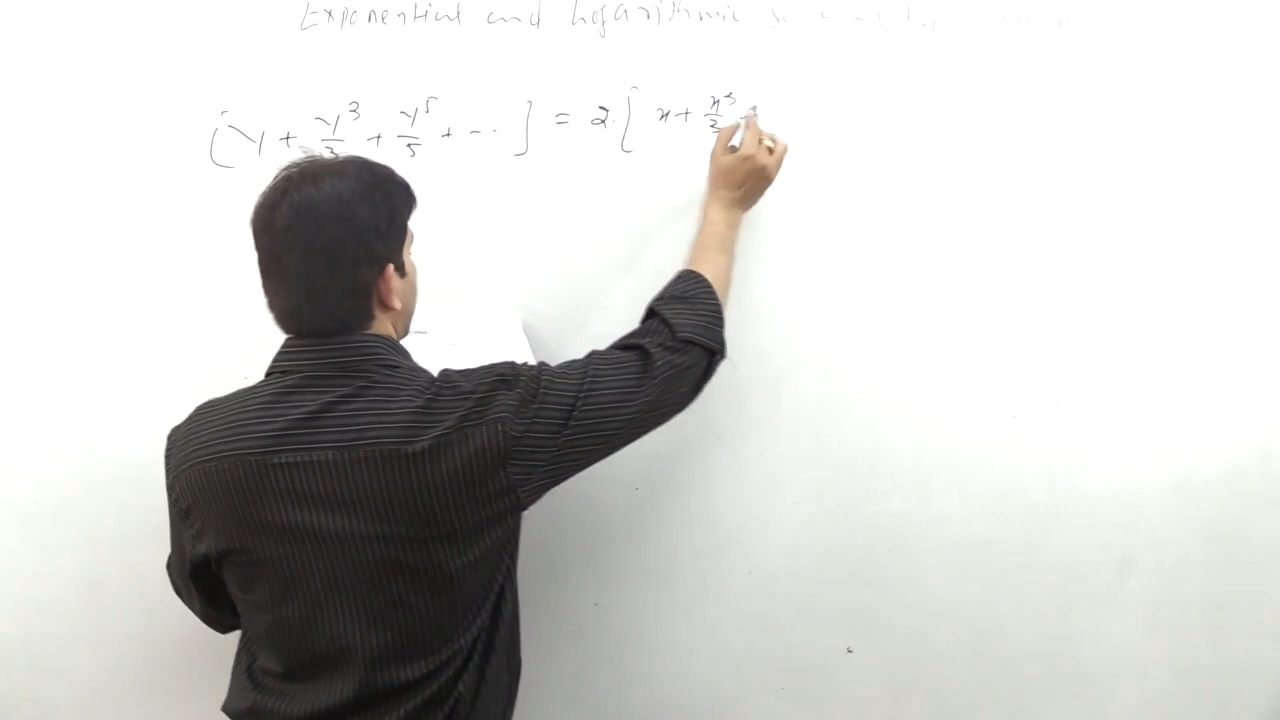 Exponential and Logarithmic
[y + y³/3 + y⁵/5 + ... ] = 2. [ x + x³/3 +